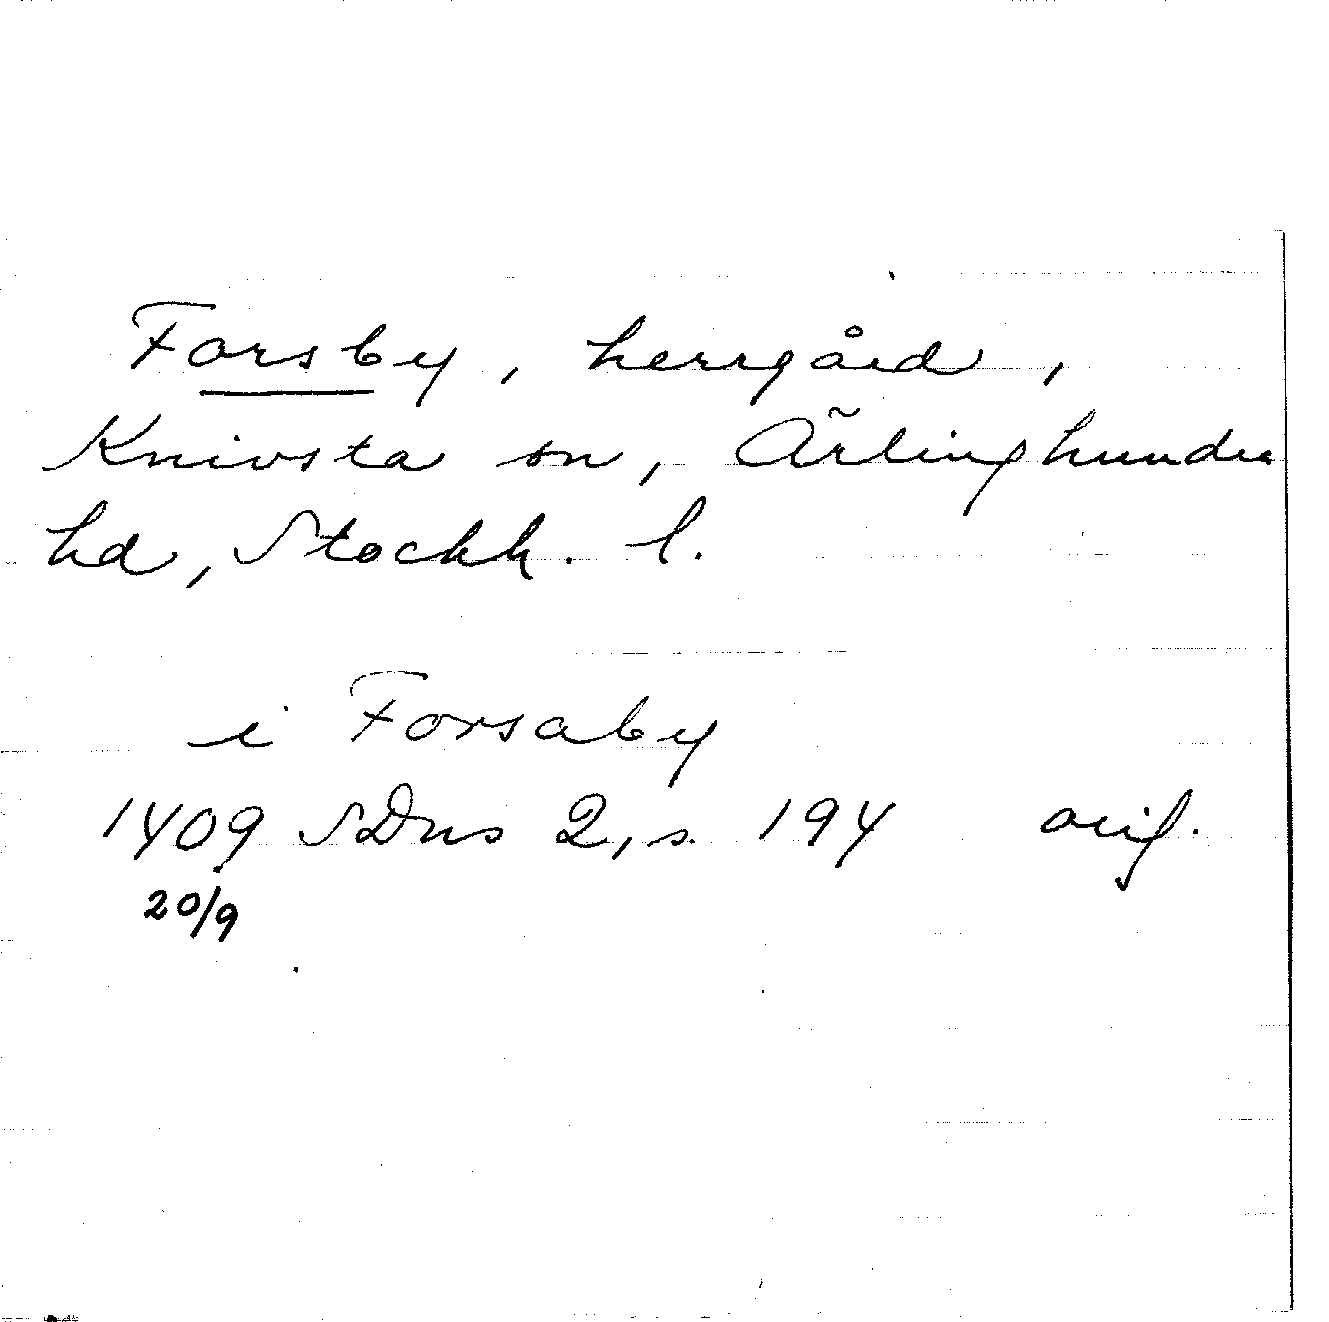 Forsby, herrgård,
Knivsta sn, Ärlinghundra
hd, Stockh. l.
i Forsaby
1409 SDns 2, s. 194 orig.
20/9